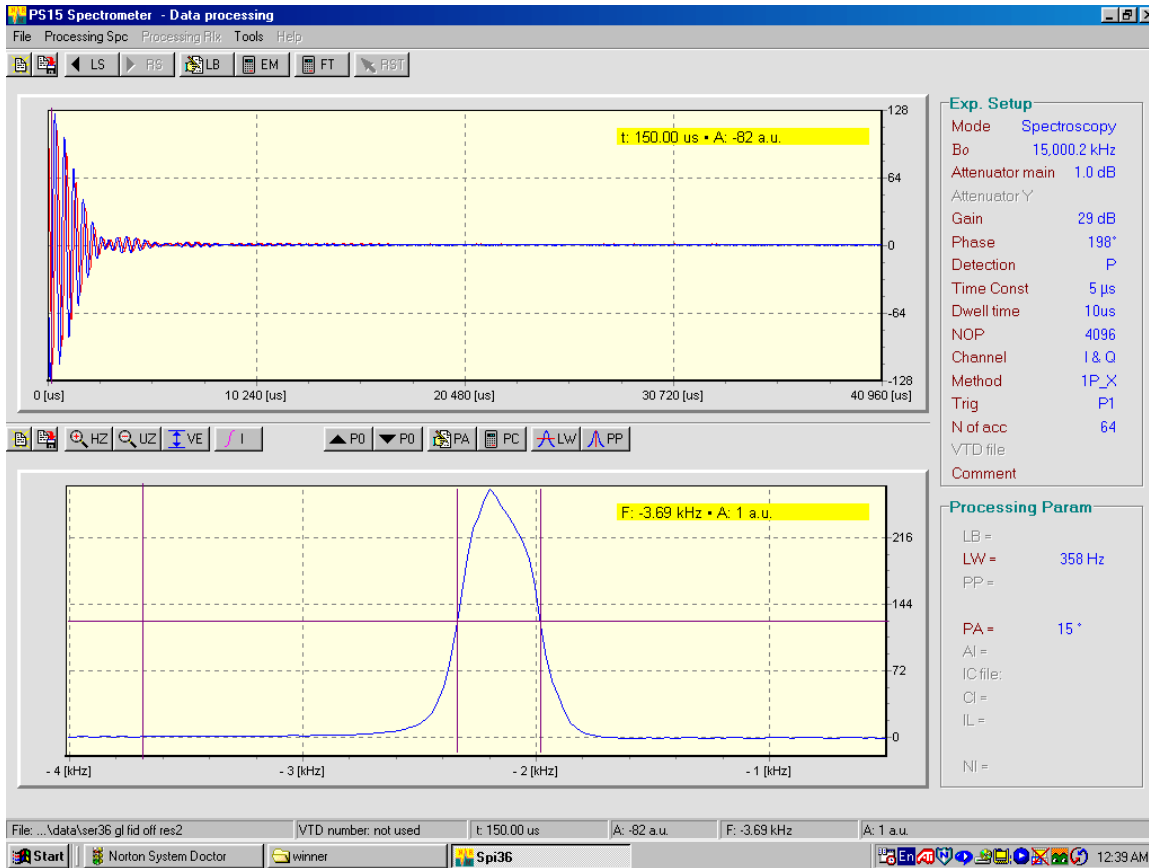 PS15 Spectrometer - Data processing
File Processing Spc Processing Rlx Tools Help
LS RS LB EM FT RST
t: 150.00 us • A: -82 a.u.
128
64
0
-64
-128
0 [us] 10 240 [us] 20 480 [us] 30 720 [us] 40 960 [us]
HZ UZ VE I P0 P0 PA PC LW PP
F: -3.69 kHz • A: 1 a.u.
216
144
72
0
- 4 [kHz] - 3 [kHz] - 2 [kHz] - 1 [kHz]
Exp. Setup
Mode Spectroscopy
Bo 15,000.2 kHz
Attenuator main 1.0 dB
Attenuator Y
Gain 29 dB
Phase 198°
Detection P
Time Const 5 µs
Dwell time 10us
NOP 4096
Channel I & Q
Method 1P_X
Trig P1
N of acc 64
VTD file
Comment
Processing Param
LB =
LW = 358 Hz
PP =
PA = 15 °
AI =
IC file:
CI =
IL =
NI =
File: ...\data\ser36 gl fid off res2 VTD number: not used t: 150.00 us A: -82 a.u. F: -3.69 kHz A: 1 a.u.
Start Norton System Doctor winner Spi36 En 12:39 AM